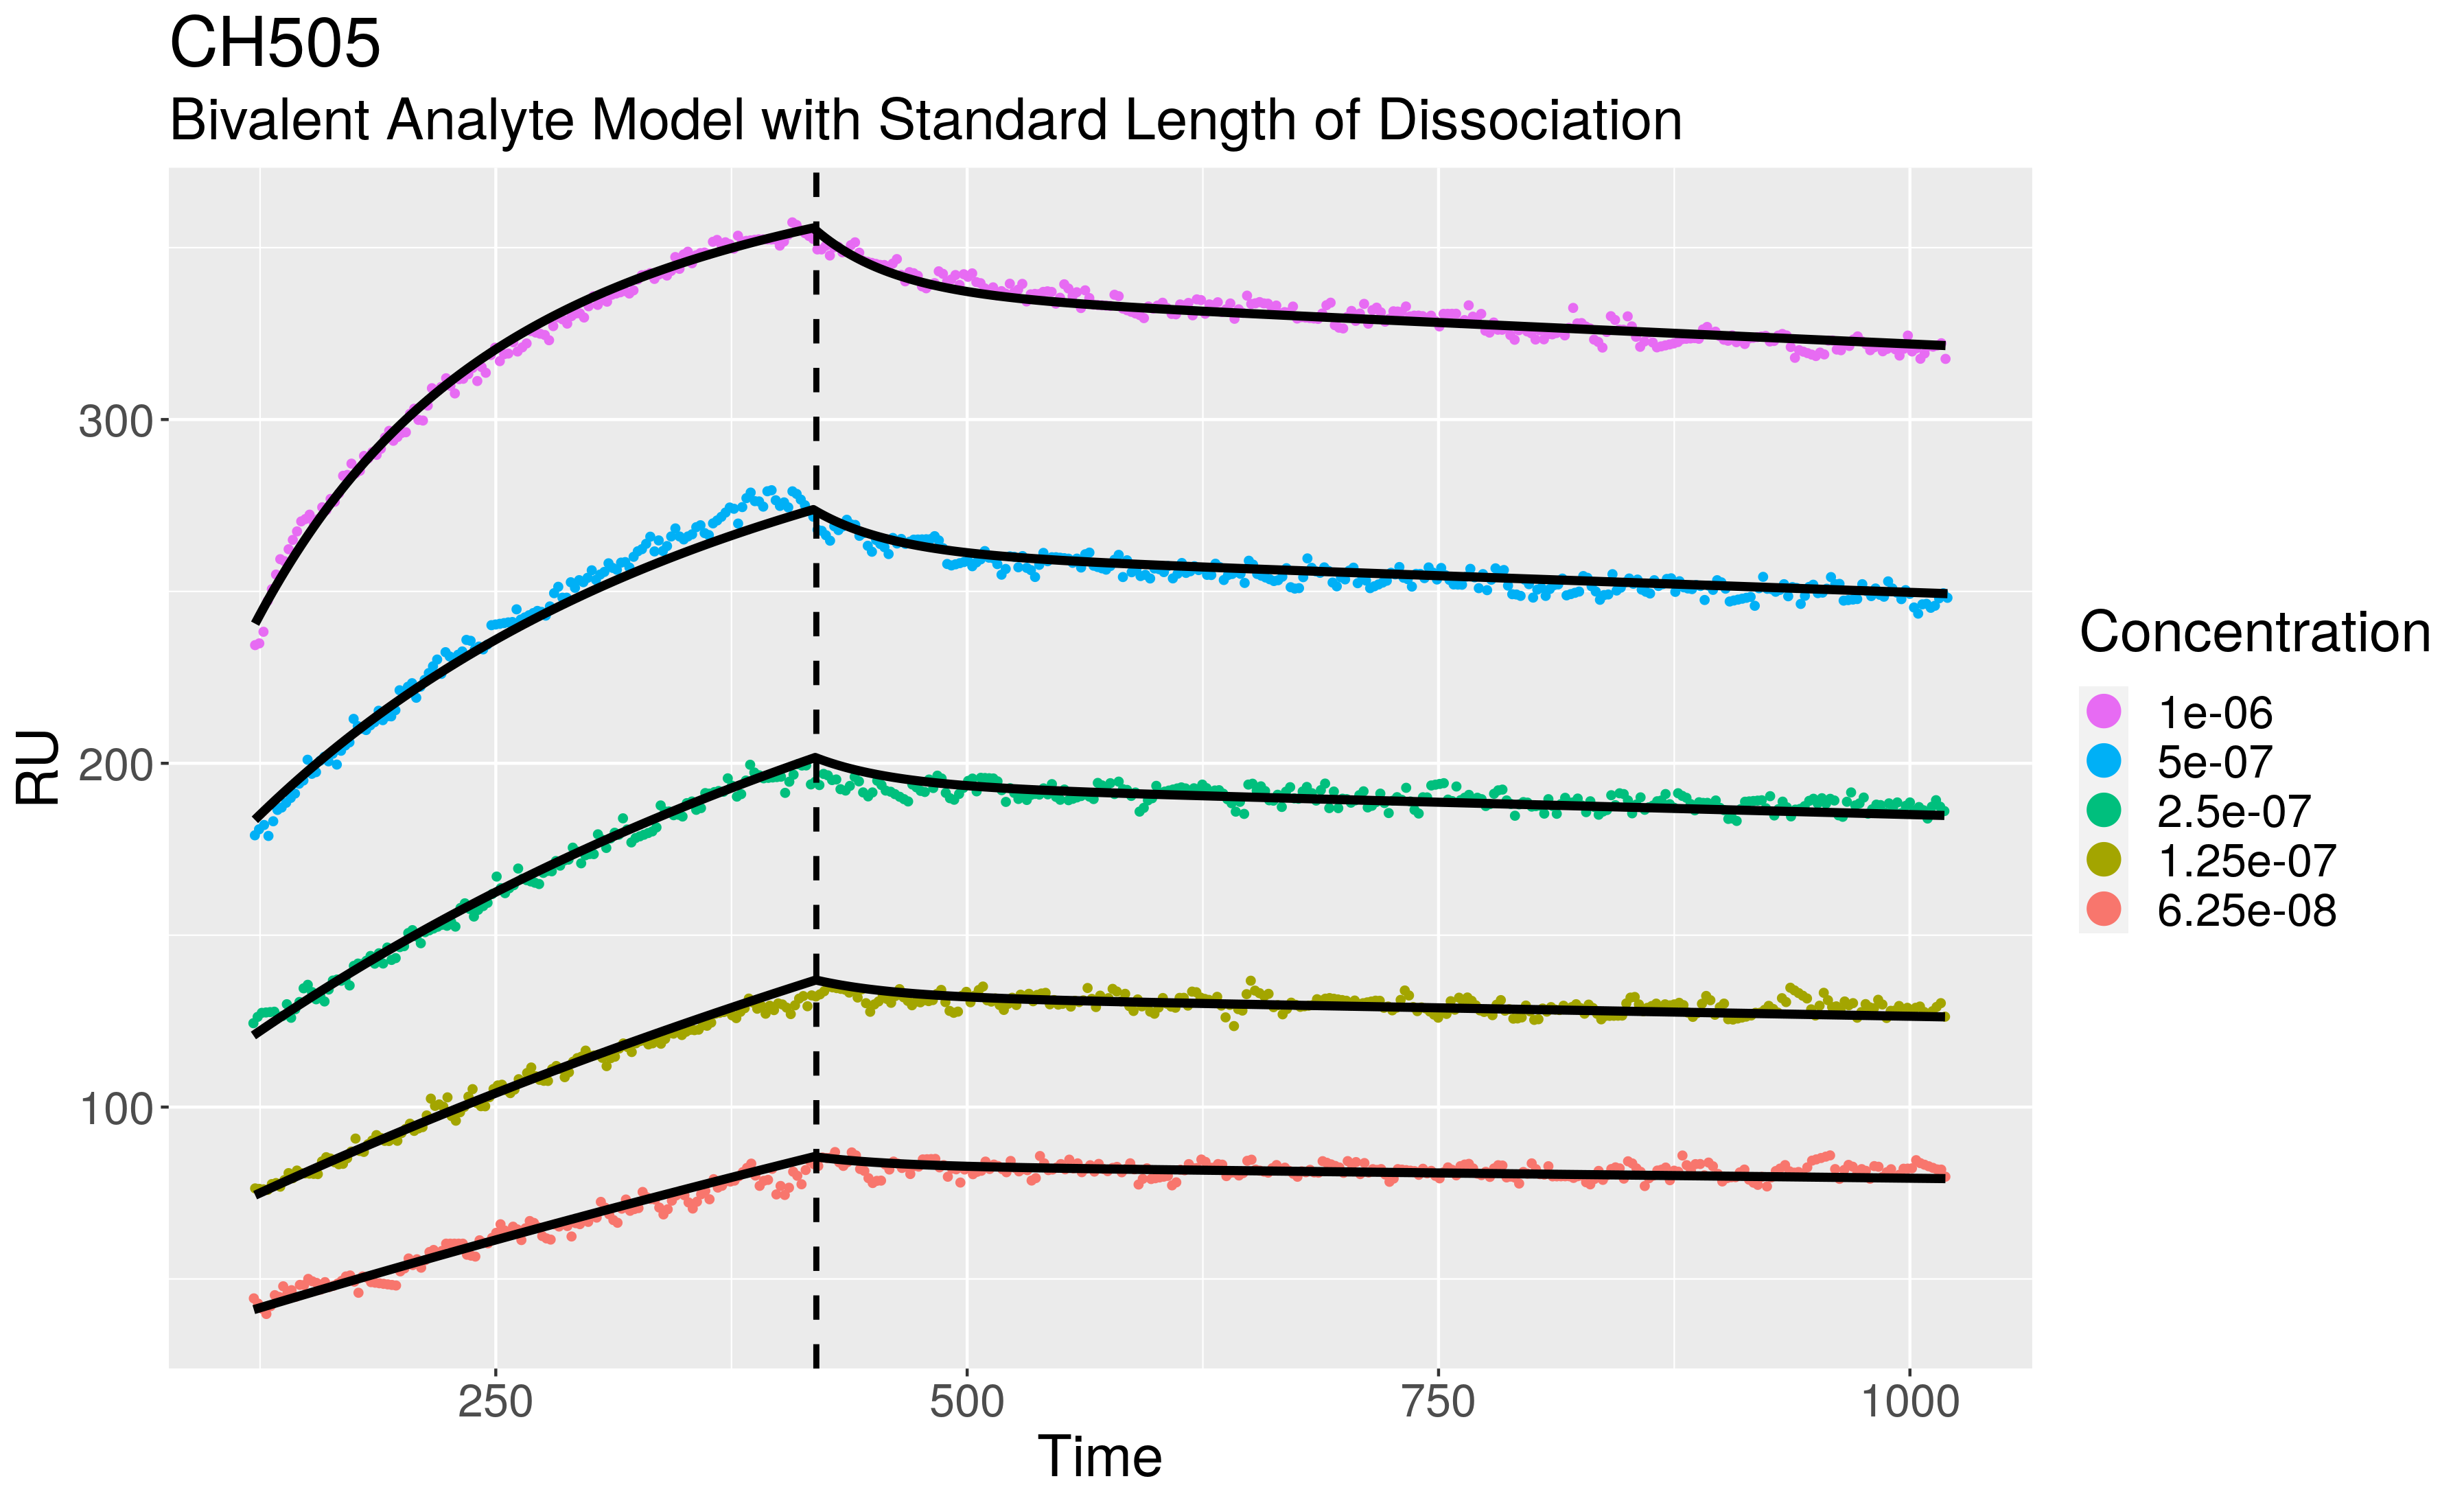 CH505
Bivalent Analyte Model with Standard Length of Dissociation
RU
300
200
100
250
500
750
1000
Time
Concentration
1e-06
5e-07
2.5e-07
1.25e-07
6.25e-08